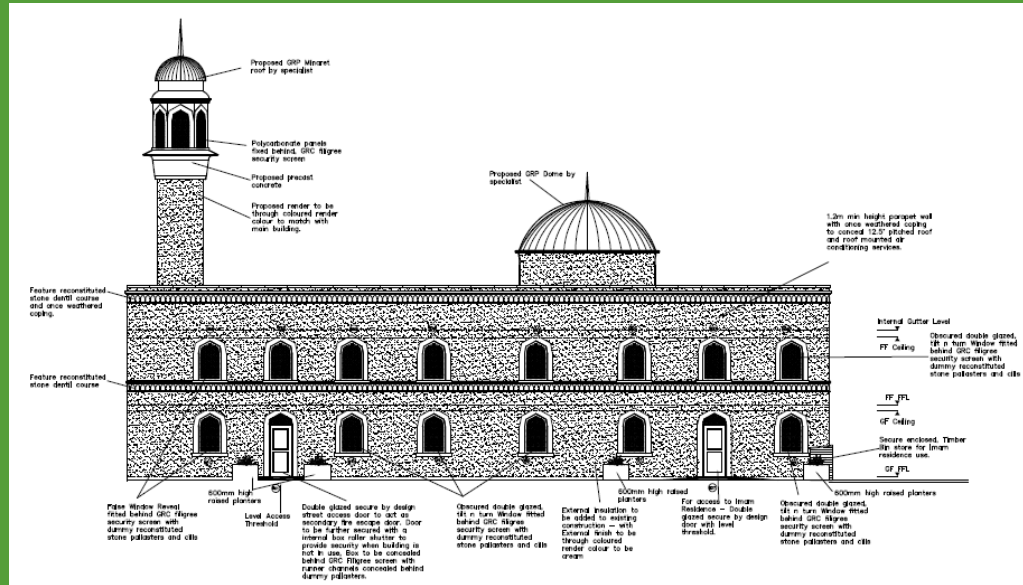 Proposed GRP Minaret
roof by specialist
Polycarbonate panels
fixed behind, GRC filigree
security screen
Proposed precast
concrete
Proposed render to be
through coloured render
colour to match with
main building.
Proposed GRP Dome by
specialist
1.2m min height parapet wall
with once weathered coping
to conceal 12.5° pitched roof
and roof mounted air
conditioning services.
Feature reconstituted
stone dentil course
and once weathered
coping.
Feature reconstituted
stone dentil course
Internal Gutter Level
FF Ceiling
Obscured double glazed,
tilt n turn Window fitted
behind GRC filigree
security screen with
dummy reconstituted
stone pallasters and cills
FF FFL
GF Ceiling
Secure enclosed, Timber
Bin store for Imam
residence use.
GF FFL
False Window Reveal
fitted behind GRC filigree
security screen with
dummy reconstituted
stone pallasters and cills
600mm high
raised planters
Level Access
Threshold
Double glazed secure by design
street access door to act as
secondary fire escape door. Door
to be further secured with a
internal box roller shutter to
provide security when building is
not in use, Box to be concealed
behind GRC Filigree screen with
runner channels concealed behind
dummy pallasters.
Obscured double glazed,
tilt n turn Window fitted
behind GRC filigree
security screen with
dummy reconstituted
stone pallasters and cills
External insulation to
be added to existing
construction – with
External finish to be
through coloured
render colour to be
cream
600mm high raised
planters
For access to Imam
Residence – Double
glazed secure by design
door with level
threshold.
Obscured double glazed,
tilt n turn Window fitted
behind GRC filigree
security screen with
dummy reconstituted
stone pallasters and cills
600mm high raised planters